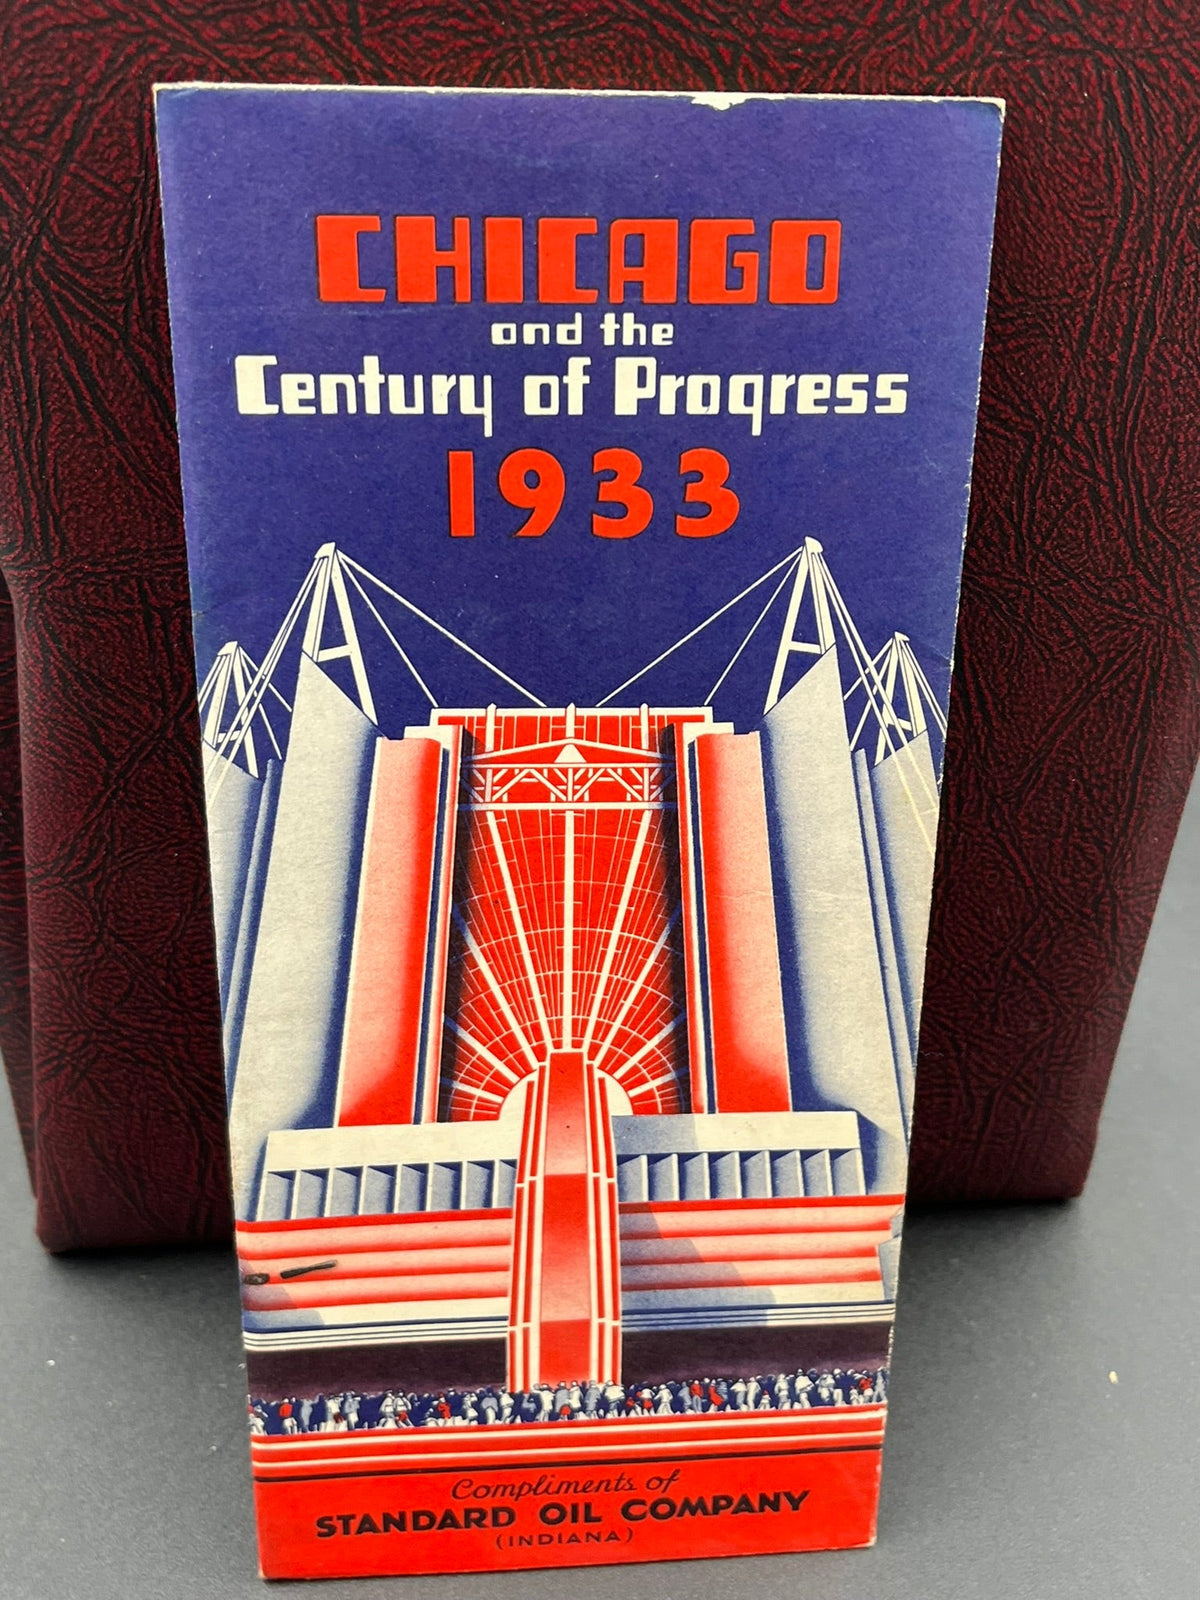 CHICAGO
and the
Century of Progress
1933
Compliments of
STANDARD OIL COMPANY
(INDIANA)